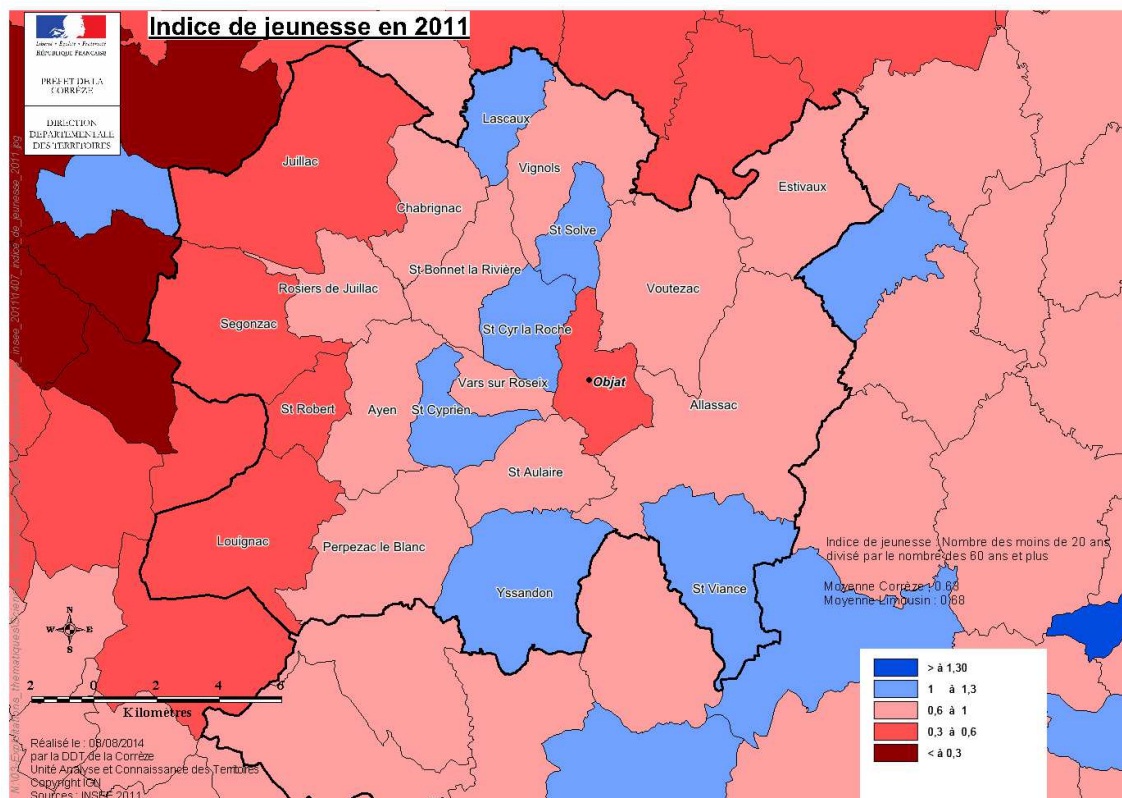 Indice de jeunesse en 2011
Liberté • Égalité • Fraternité
RÉPUBLIQUE FRANÇAISE
PRÉFET DE LA
CORRÈZE
DIRECTION
DÉPARTEMENTALE
DES TERRITOIRES
Lascaux
Juillac
Vignols
Estivaux
Chabrignac
St Solve
St Bonnet la Rivière
Rosiers de Juillac
Voutezac
Segonzac
St Cyr la Roche
Vars sur Roseix
Objat
St Robert
Ayen
St Cyprien
Allassac
St Aulaire
Louignac
Perpezac le Blanc
Indice de jeunesse : Nombre des moins de 20 ans
divisé par le nombre des 60 ans et plus
Yssandon
St Viance
Moyenne Corrèze : 0.63
Moyenne Limousin : 0.68
N
W E
S
> à 1,30
1 à 1,3
0,6 à 1
0,3 à 0,6
< à 0,3
2 0 2 4 6
Kilomètres
Réalisé le : 08/08/2014
par la DDT de la Corrèze
Unité Analyse et Connaissance des Territoires
Copyright IGN
Sources : INSEE 2011